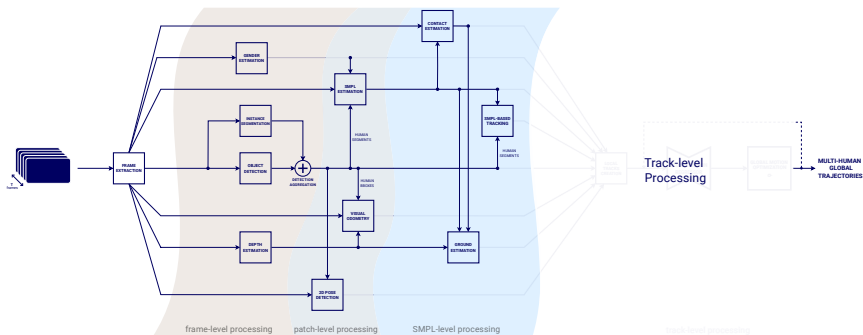 CONTACT
ESTIMATION
GENDER
ESTIMATION
SMPL
ESTIMATION
INSTANCE
SEGMENTATION
SMPL-BASED
TRACKING
HUMAN
SEGMENTS
HUMAN
SEGMENTS
T
frames
FRAME
EXTRACTION
OBJECT
DETECTION
DETECTION
AGGREGATION
Track-level
Processing
MULTI-HUMAN
GLOBAL
TRAJECTORIES
HUMAN
BBOXES
VISUAL
ODOMETRY
DEPTH
ESTIMATION
GROUND
ESTIMATION
2D POSE
DETECTION
frame-level processing
patch-level processing
SMPL-level processing